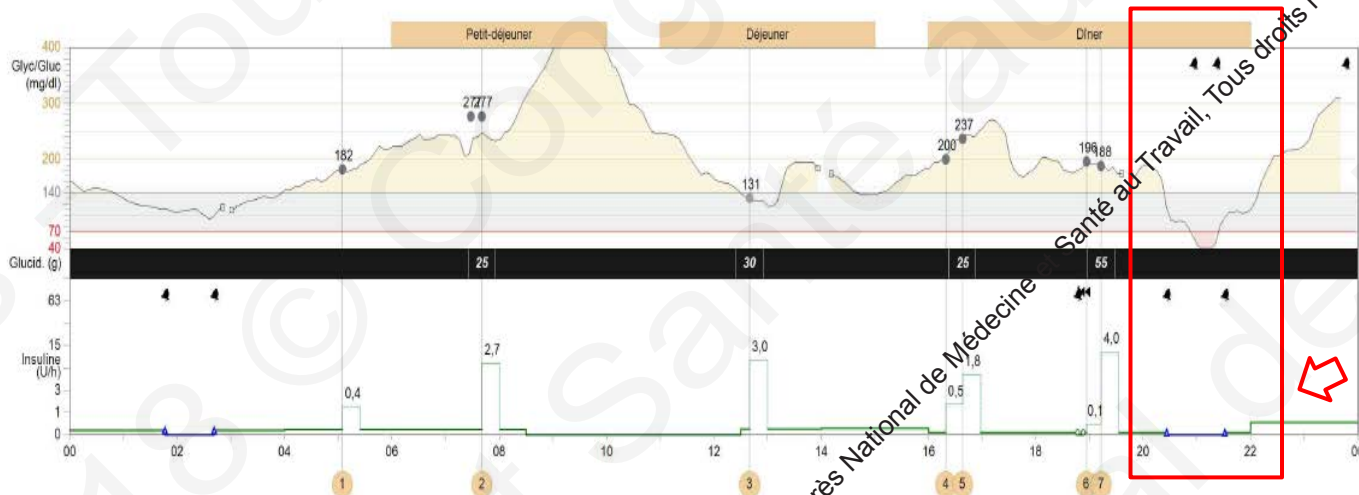 Petit-déjeuner Déjeuner Dîner
400
Glyc/Gluc
(mg/dl)
300
200
140
70
40
182 277 277 131 200 237 196 188
Glucid. (g) 25 30 25 55
63
15
Insuline
(U/h)
3
1
0
0,4 2,7 3,0 0,5 1,8 0,1 4,0
00 02 04 06 08 10 12 14 16 18 20 22 00
1 2 3 4 5 6 7
rès National de Médecine et Santé au Travail, Tous droits r